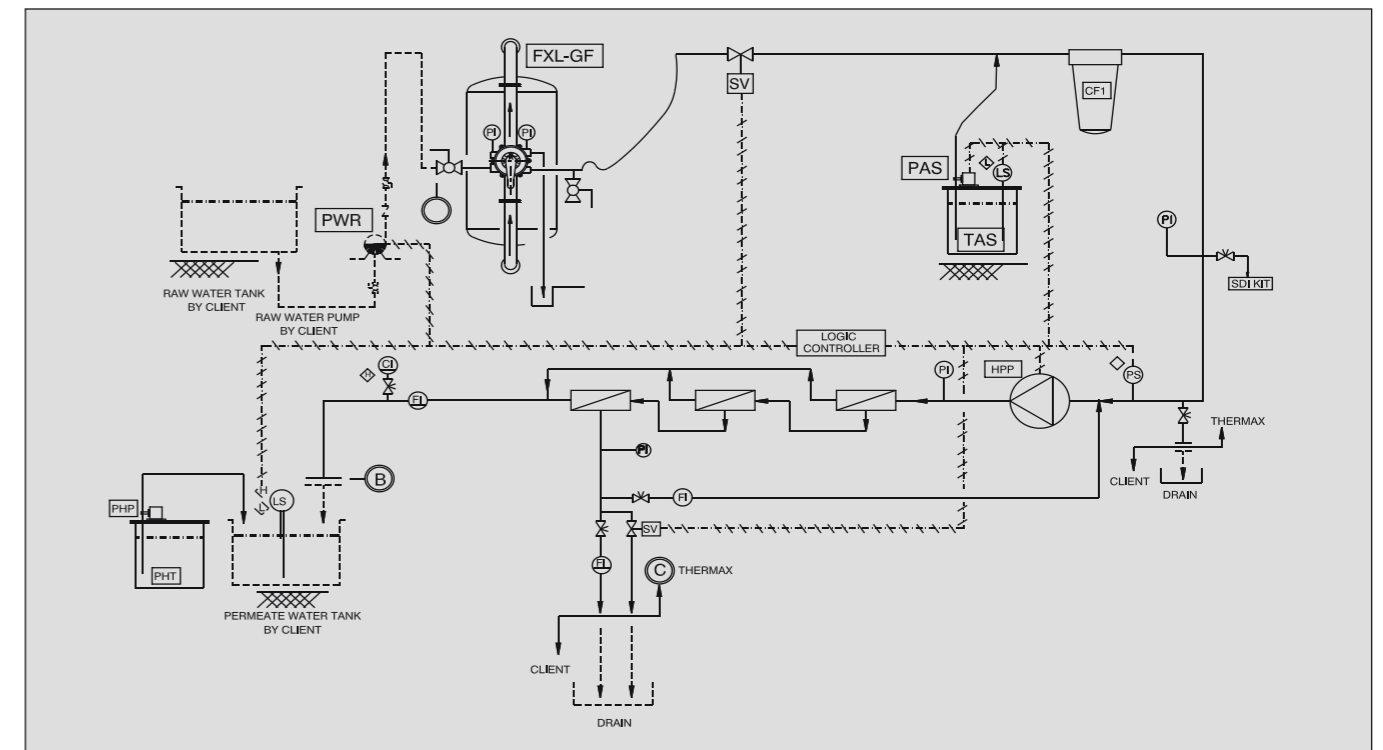 FXL-GF
SV
CF1
PI
PI
PAS
L
LS
TAS
PWR
PI
SDI KIT
RAW WATER TANK
BY CLIENT
RAW WATER PUMP
BY CLIENT
LOGIC
CONTROLLER
CI
H
FI
PI
HPP
PS
THERMAX
CLIENT
DRAIN
PI
B
H
L
LS
PHP
FI
SV
PHT
FI
C
THERMAX
PERMEATE WATER TANK
BY CLIENT
CLIENT
DRAIN